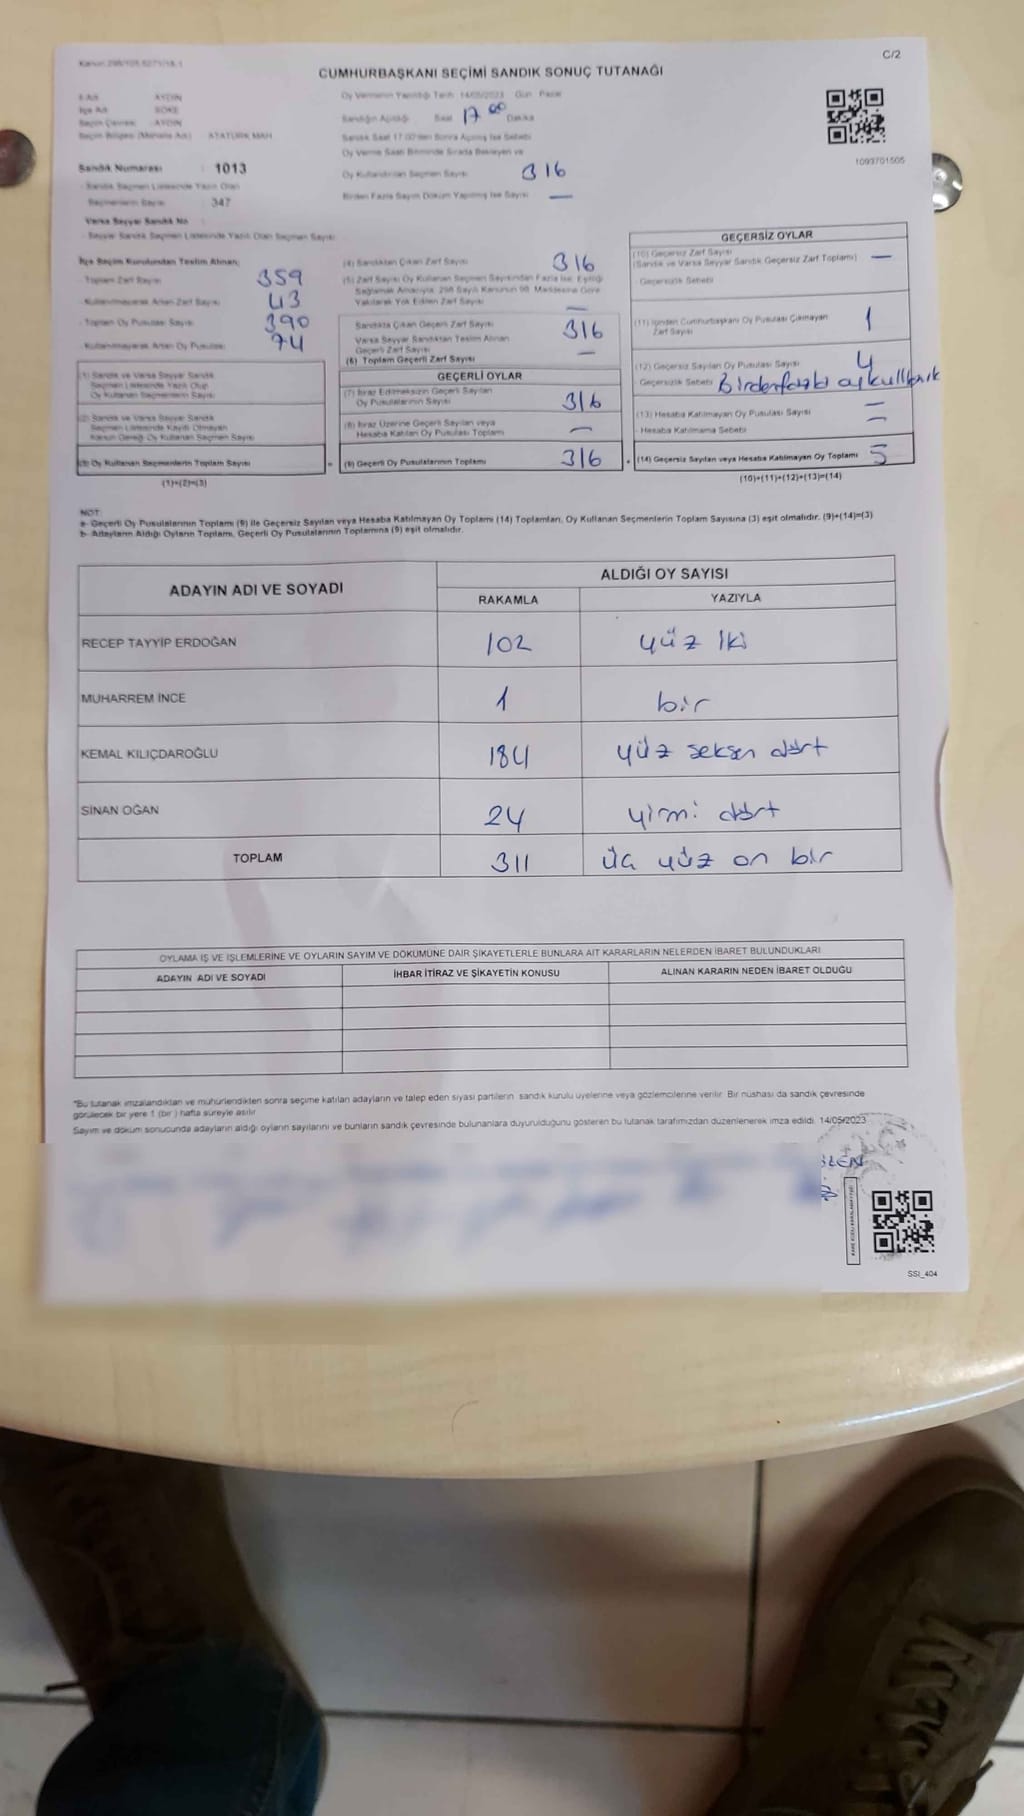 Kanun 298/105,6271/18,1
C/2
CUMHURBAŞKANI SEÇİMİ SANDIK SONUÇ TUTANAĞI
İl Adı : AYDIN
İlçe Adı : SÖKE
Seçim Çevresi : AYDIN
Seçim Bölgesi (Mahalle Adı) : ATATÜRK MAH.
Sandık Numarası : 1013
- Sandık Seçmen Listesinde Yazılı Olan
Seçmenlerin Sayısı : 347
Varsa Seyyar Sandık No :
- Seyyar Sandık Seçmen Listesinde Yazılı Olan Seçmen Sayısı
Oy Vermenin Yapıldığı Tarih: 14/05/2023 Gün: Pazar
Sandığın Açıldığı Saat 17 00 Dakika
Sandık Saat 17.00'den Sonra Açılmış İse Sebebi
Oy Verme Saati Bitiminde Sırada Bekleyen ve
Oy Kullandırılan Seçmen Sayısı 316
Birden Fazla Sayım Döküm Yapılmış İse Sayısı —
1093701505
İlçe Seçim Kurulundan Teslim Alınan;
- Toplam Zarf Sayısı 359
- Kullanılmayarak Artan Zarf Sayısı 43
- Toplam Oy Pusulası Sayısı 390
- Kullanılmayarak Artan Oy Pusulası 74
(1) Sandık ve Varsa Seyyar Sandık
Seçmen Listesinde Yazılı Olup
Oy Kullanan Seçmenlerin Sayısı
(2) Sandık ve Varsa Seyyar Sandık
Seçmen Listesinde Kayıtlı Olmayan
Kanun Gereği Oy Kullanan Seçmen Sayısı
(3) Oy Kullanan Seçmenlerin Toplam Sayısı
(1)+(2)=(3)
(4) Sandıktan Çıkan Zarf Sayısı 316
(5) Zarf Sayısı Oy Kullanan Seçmen Sayısından Fazla İse, Eşitliği
Sağlamak Amacıyla, 298 Sayılı Kanunun 98. Maddesine Göre
Yakılarak Yok Edilen Zarf Sayısı —
Sandıkta Çıkan Geçerli Zarf Sayısı 316
Varsa Seyyar Sandıktan Teslim Alınan
Geçerli Zarf Sayısı —
(6) Toplam Geçerli Zarf Sayısı
GEÇERLİ OYLAR
(7) İtiraz Edilmeksizin Geçerli Sayılan
Oy Pusulalarının Sayısı 316
(8) İtiraz Üzerine Geçerli Sayılan veya
Hesaba Katılan Oy Pusulası Toplamı —
= (9) Geçerli Oy Pusulalarının Toplamı 316 +
GEÇERSİZ OYLAR
(10) Geçersiz Zarf Sayısı
(Sandık ve Varsa Seyyar Sandık Geçersiz Zarf Toplamı) —
- Geçersizlik Sebebi
(11) İçinden Cumhurbaşkanı Oy Pusulası Çıkmayan
Zarf Sayısı 1
(12) Geçersiz Sayılan Oy Pusulası Sayısı 4
Geçersizlik Sebebi Birden fazla oy kullanık
(13) Hesaba Katılmayan Oy Pusulası Sayısı —
- Hesaba Katılmama Sebebi —
(14) Geçersiz Sayılan veya Hesaba Katılmayan Oy Toplamı 5
(10)+(11)+(12)+(13)=(14)
NOT:
a- Geçerli Oy Pusulalarının Toplamı (9) ile Geçersiz Sayılan veya Hesaba Katılmayan Oy Toplamı (14) Toplamları, Oy Kullanan Seçmenlerin Toplam Sayısına (3) eşit olmalıdır. (9)+(14)=(3)
b- Adayların Aldığı Oyların Toplamı, Geçerli Oy Pusulalarının Toplamına (9) eşit olmalıdır.
ADAYIN ADI VE SOYADI
ALDIĞI OY SAYISI
RAKAMLA YAZIYLA
RECEP TAYYİP ERDOĞAN 102 yüz iki
MUHARREM İNCE 1 bir
KEMAL KILIÇDAROĞLU 184 yüz seksen dört
SİNAN OĞAN 24 yirmi dört
TOPLAM 311 üç yüz on bir
OYLAMA İŞ VE İŞLEMLERİNE VE OYLARIN SAYIM VE DÖKÜMÜNE DAİR ŞİKAYETLERLE BUNLARA AİT KARARLARIN NELERDEN İBARET BULUNDUKLARI
ADAYIN ADI VE SOYADI İHBAR İTİRAZ VE ŞİKAYETİN KONUSU ALINAN KARARIN NEDEN İBARET OLDUĞU
*Bu tutanak imzalandıktan ve mühürlendikten sonra seçime katılan adayların ve talep eden siyasi partilerin sandık kurulu üyelerine veya gözlemcilerine verilir. Bir nüshası da sandık çevresinde
görülecek bir yere 1 (bir) hafta süreyle asılır.
Sayım ve döküm sonucunda adayların aldığı oyların sayılarını ve bunların sandık çevresinde bulunanlara duyurulduğunu gösteren bu tutanak tarafımızdan düzenlenerek imza edildi. 14/05/2023
SSI_404